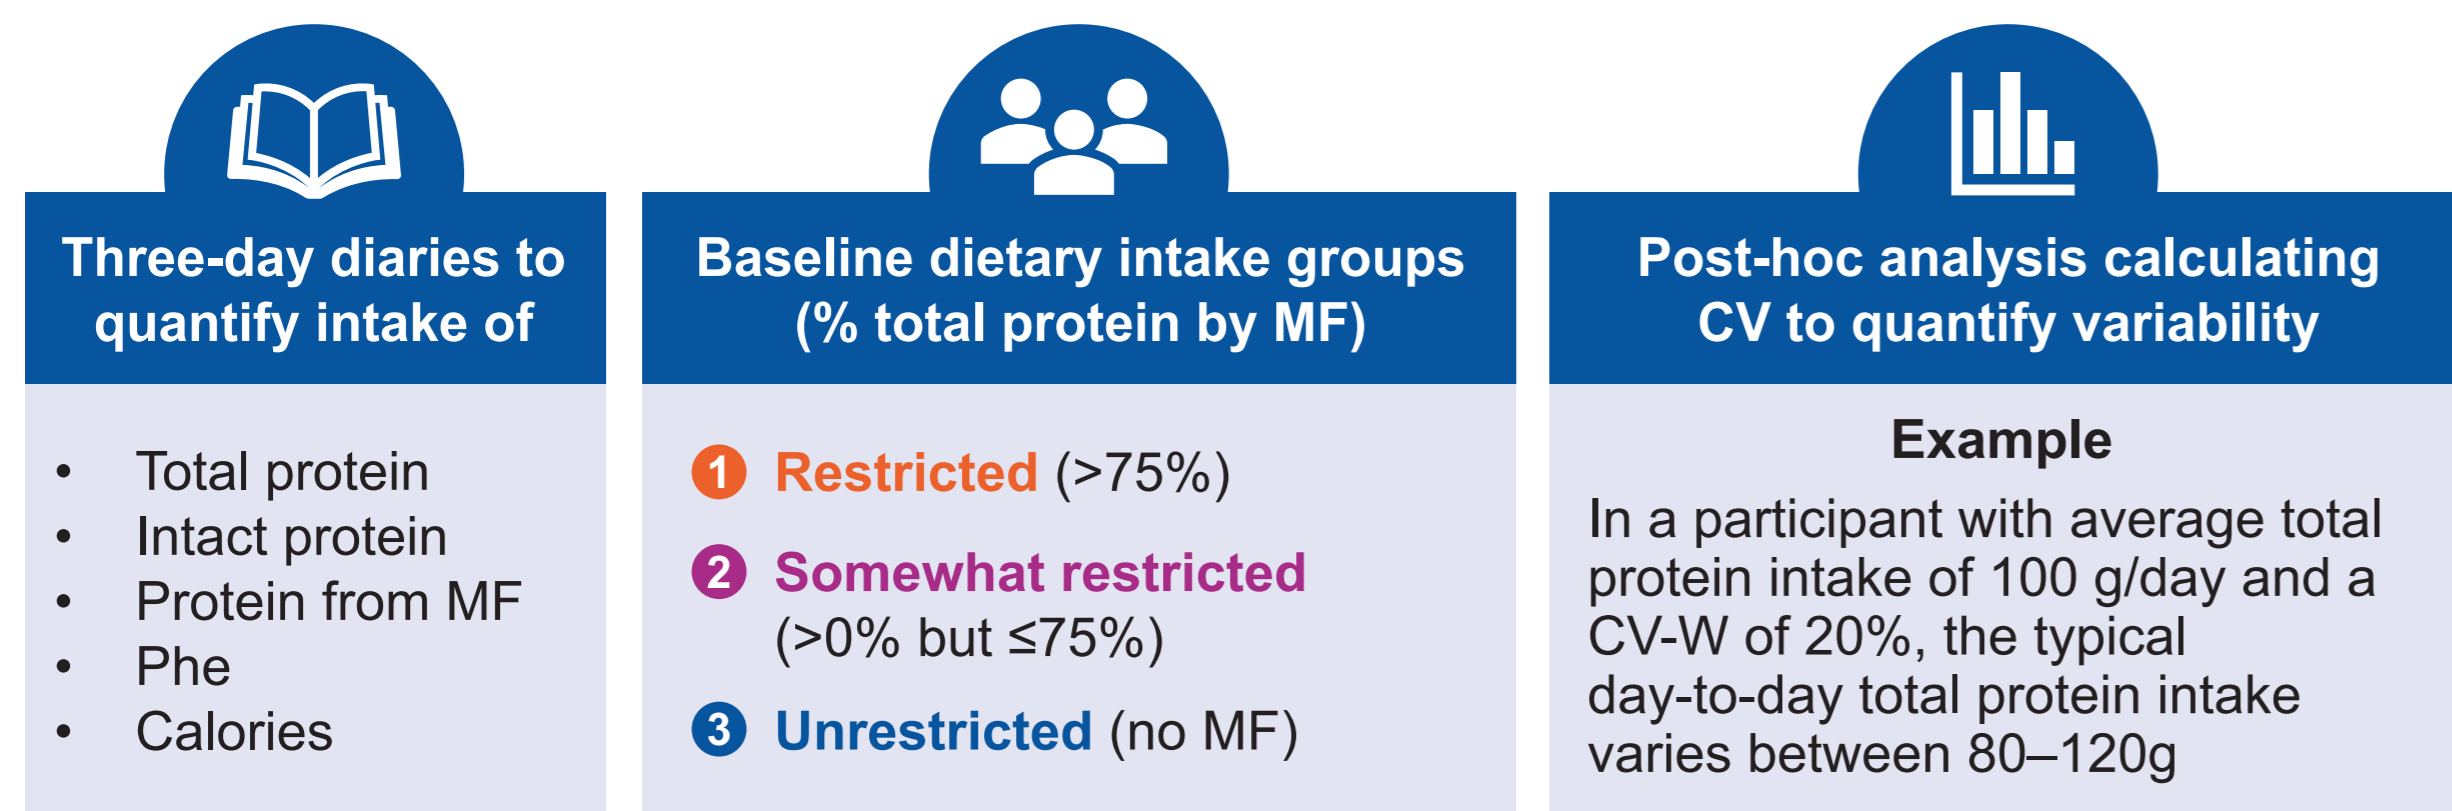 Three-day diaries to
quantify intake of
• Total protein
• Intact protein
• Protein from MF
• Phe
• Calories
Baseline dietary intake groups
(% total protein by MF)
1 Restricted (>75%)
2 Somewhat restricted
(>0% but ≤75%)
3 Unrestricted (no MF)
Post-hoc analysis calculating
CV to quantify variability
Example
In a participant with average total
protein intake of 100 g/day and a
CV-W of 20%, the typical
day-to-day total protein intake
varies between 80–120g